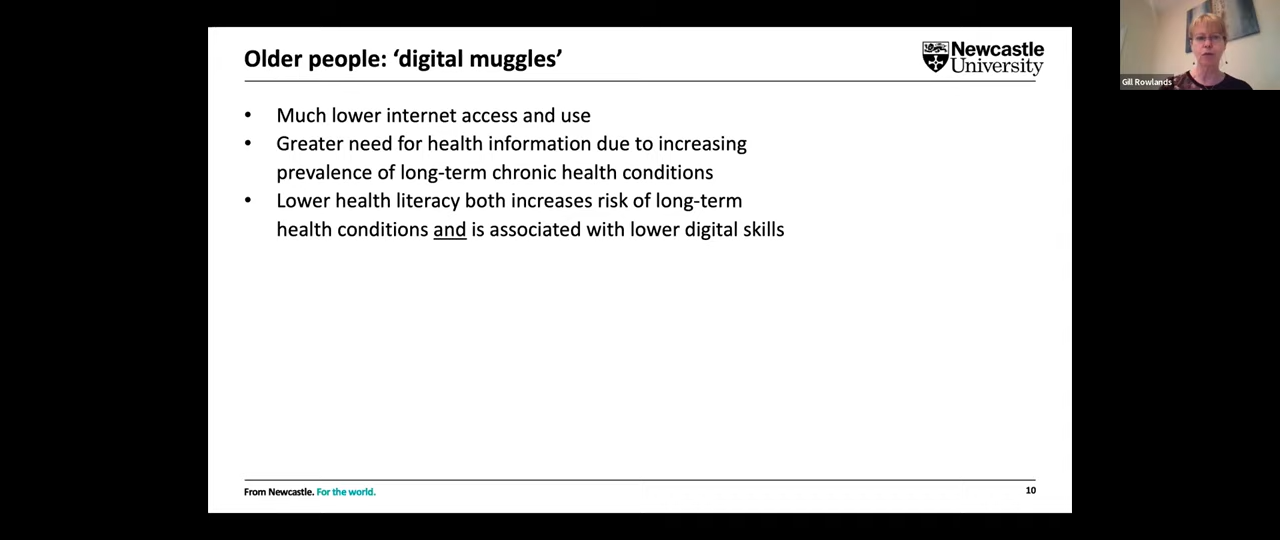 Older people: ‘digital muggles’
Newcastle
University
Gill Rowlands
• Much lower internet access and use
• Greater need for health information due to increasing
prevalence of long-term chronic health conditions
• Lower health literacy both increases risk of long-term
health conditions and is associated with lower digital skills
From Newcastle. For the world.
10